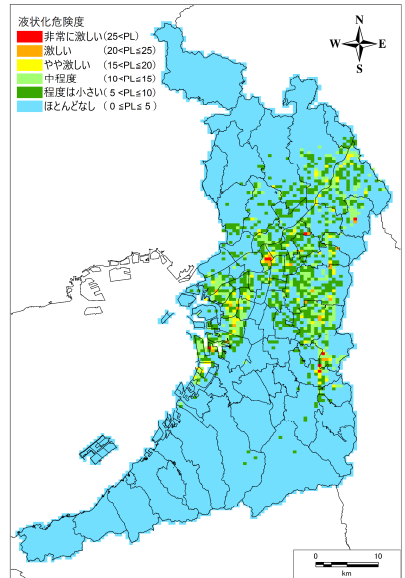 液状化危険度
非常に激しい(25<PL)
激しい (20<PL≦25)
やや激しい (15<PL≦20)
中程度 (10<PL≦15)
程度は小さい( 5 <PL≦10)
ほとんどなし ( 0 ≦PL≦ 5 )
N
W E
S
0 10
km